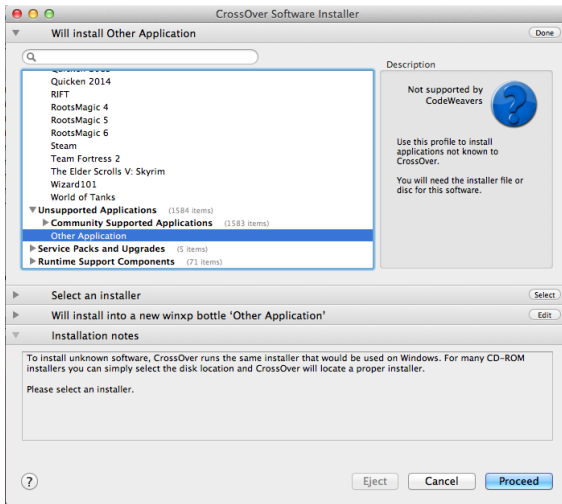 CrossOver Software Installer
Will install Other Application
Done
Description
Quicken 2014
RIFT
RootsMagic 4
RootsMagic 5
RootsMagic 6
Steam
Team Fortress 2
The Elder Scrolls V: Skyrim
Wizard101
World of Tanks
Unsupported Applications (1584 items)
Community Supported Applications (1583 items)
Other Application
Service Packs and Upgrades (5 items)
Runtime Support Components (71 items)
Not supported by
CodeWeavers
Use this profile to install
applications not known to
CrossOver.
You will need the installer file or
disc for this software.
Select an installer
Select
Will install into a new winxp bottle 'Other Application'
Edit
Installation notes
To install unknown software, CrossOver runs the same installer that would be used on Windows. For many CD-ROM
installers you can simply select the disk location and CrossOver will locate a proper installer.
Please select an installer.
?
Eject
Cancel
Proceed